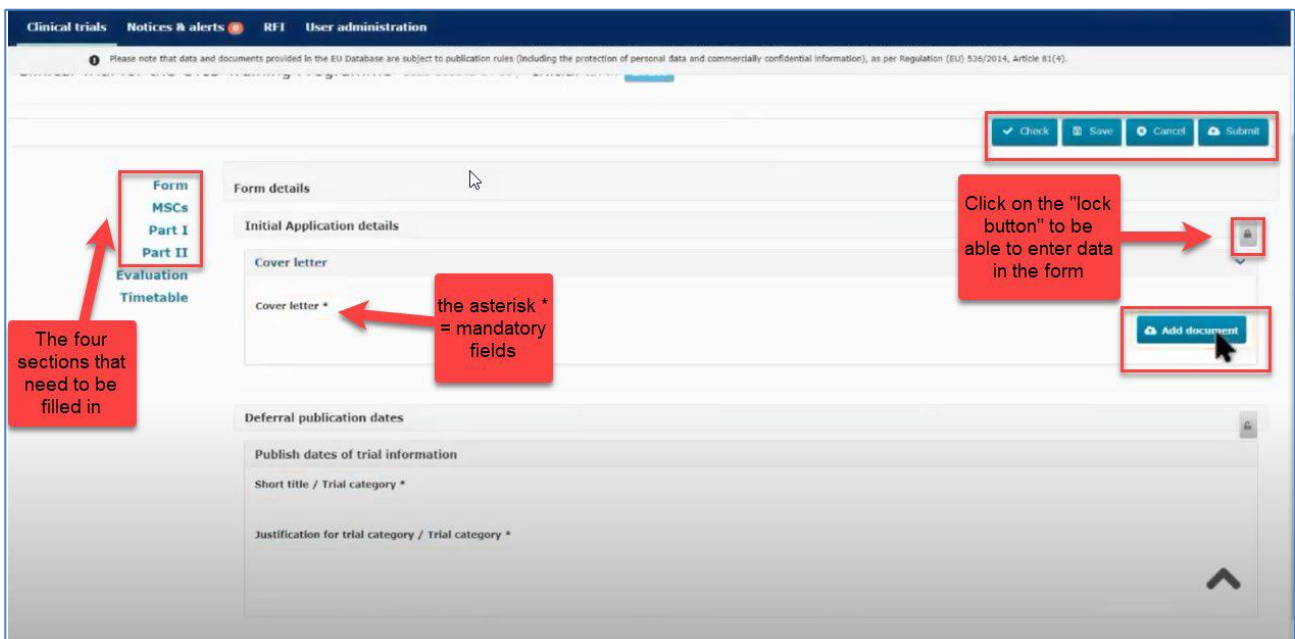 Clinical trials Notices & alerts 0 RFI User administration
Please note that data and documents provided in the EU Database are subject to publication rules (including the protection of personal data and commercially confidential information), as per Regulation (EU) 536/2014, Article 81(4).
Check Save Cancel Submit
Form
MSCs
Part I
Part II
Evaluation
Timetable
The four
sections that
need to be
filled in
Form details
Initial Application details
Cover letter
Cover letter *
the asterisk *
= mandatory
fields
Click on the "lock
button" to be
able to enter data
in the form
Add document
Deferral publication dates
Publish dates of trial information
Short title / Trial category *
Justification for trial category / Trial category *